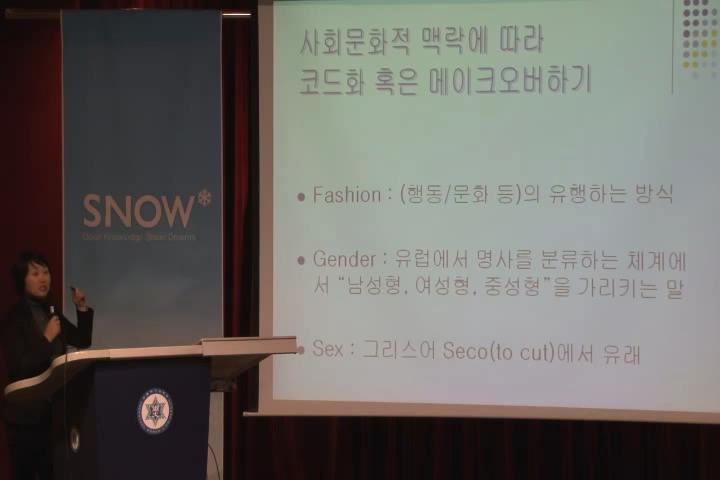 사회문화적 맥락에 따라
코드화 혹은 메이크오버하기
• Fashion : (행동/문화 등)의 유행하는 방식
• Gender : 유럽에서 명사를 분류하는 체계에
서 “남성형, 여성형, 중성형”을 가리키는 말
• Sex : 그리스어 Seco(to cut)에서 유래
SNOW